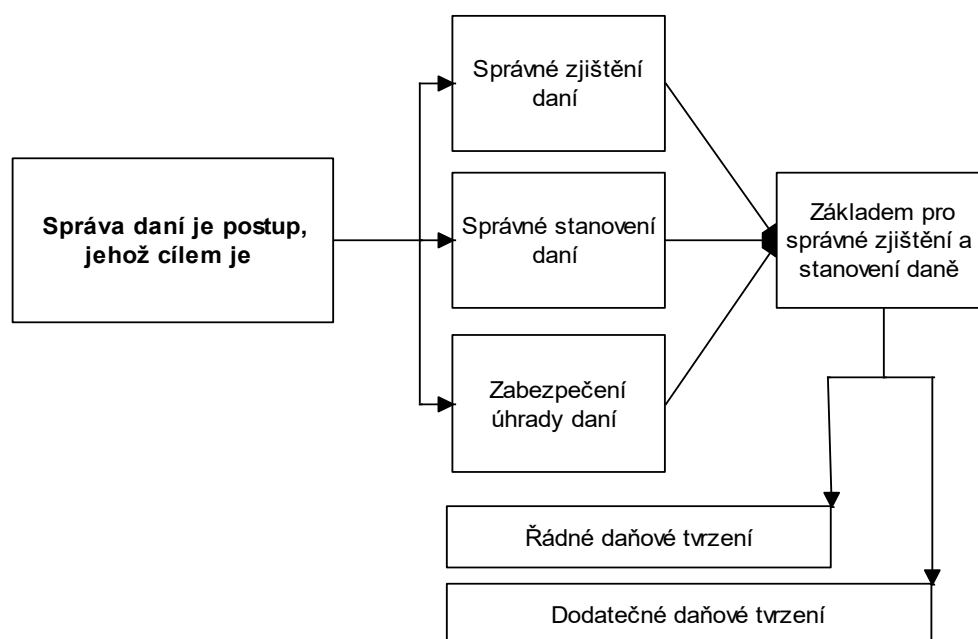 Správné zjištění
daní
Správa daní je postup,
jehož cílem je
Správné stanovení
daní
Základem pro
správné zjištění a
stanovení daně
Zabezpečení
úhrady daní
Řádné daňové tvrzení
Dodatečné daňové tvrzení